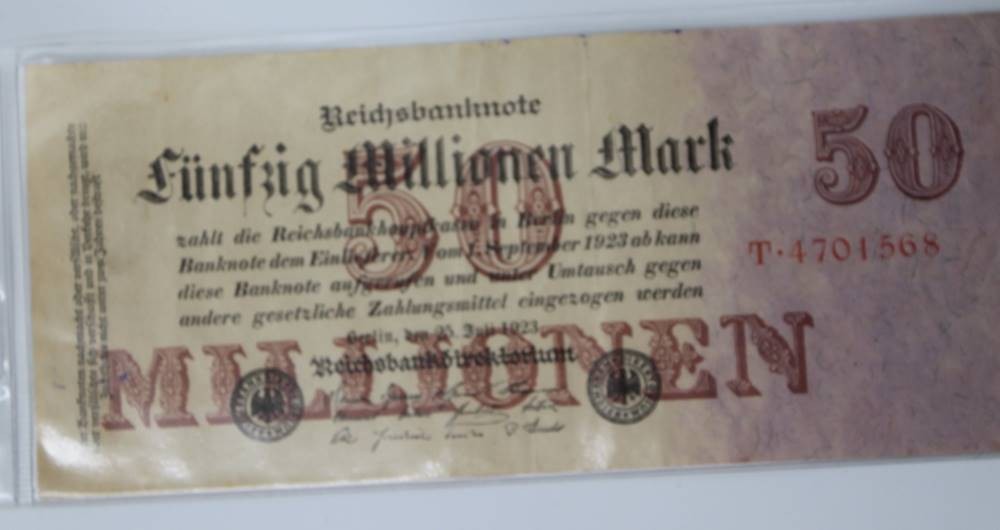 Reichsbanknote
Fünfzig Millionen Mark
50
50
zahlt die Reichsbankhauptkasse in Berlin gegen diese
Banknote dem Einlieferer. Vom 1. September 1923 ab kann
diese Banknote aufgerufen und unter Umtausch gegen
andere gesetzliche Zahlungsmittel eingezogen werden
T·4701568
Berlin, den 25. Juli 1923
Reichsbankdirektorium
MILLIONEN